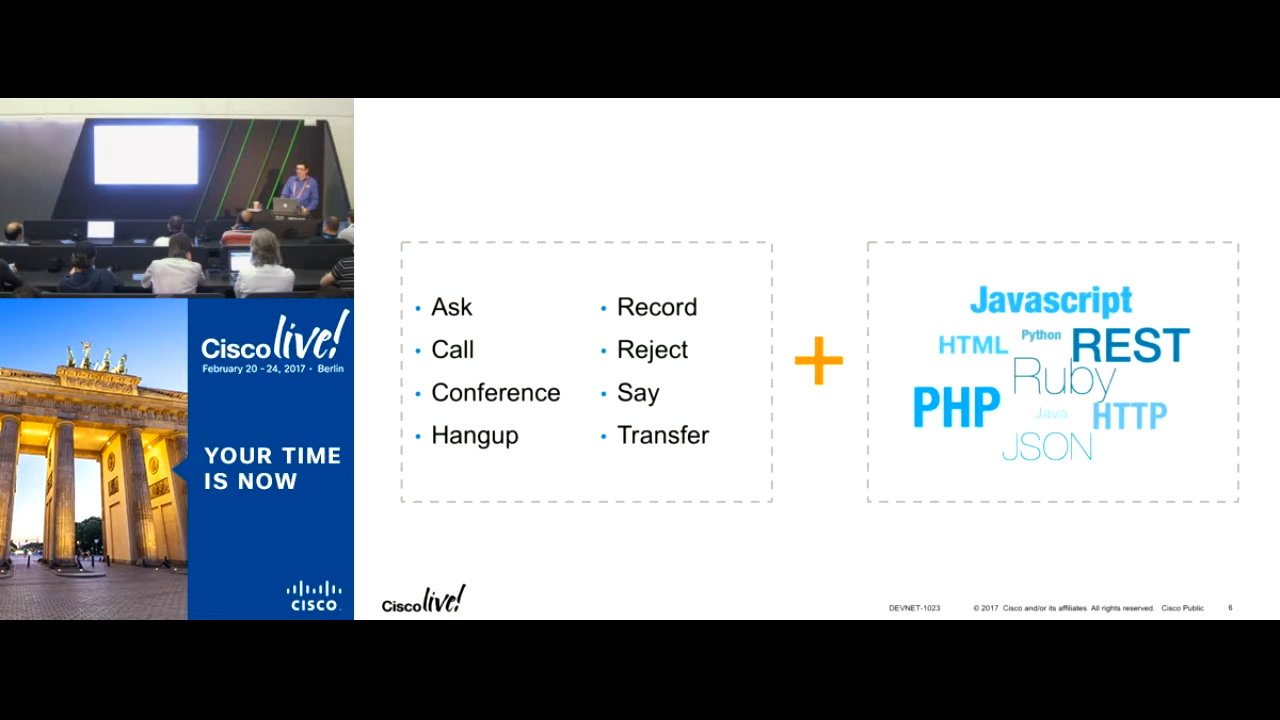 Cisco live!
February 20 - 24, 2017 • Berlin
YOUR TIME
IS NOW
CISCO
• Ask
• Call
• Conference
• Hangup
• Record
• Reject
• Say
• Transfer
+
Javascript
HTML Python REST
Ruby
PHP Java HTTP
JSON
Cisco live!
DEVNET-1023 © 2017 Cisco and/or its affiliates. All rights reserved. Cisco Public 6